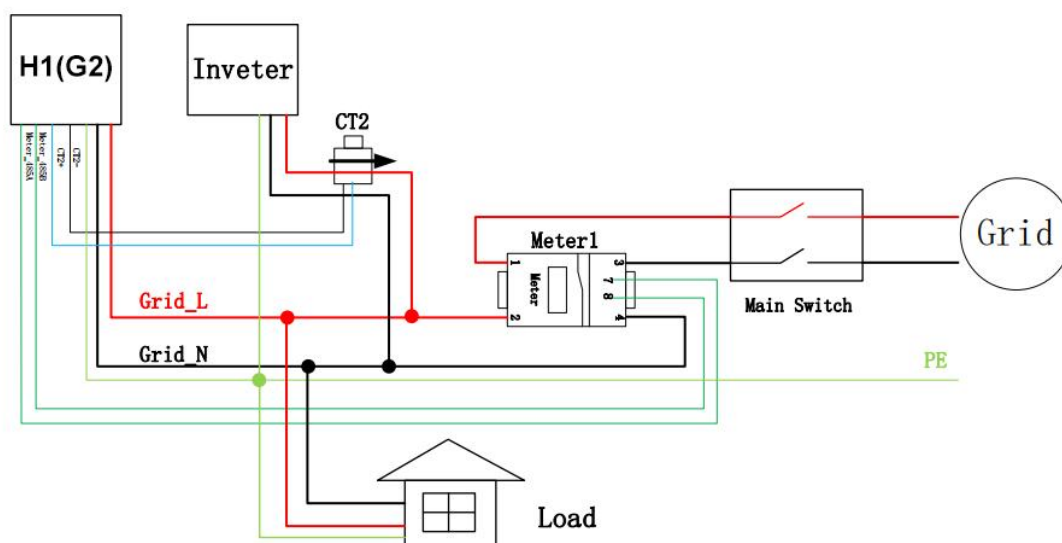 H1(G2)
Inveter
CT2
Meter_485A
Meter_485B
CT2+
CT2-
Grid
Meter1
1
3
7
8
Meter
2
4
Main Switch
Grid_L
Grid_N
PE
Load